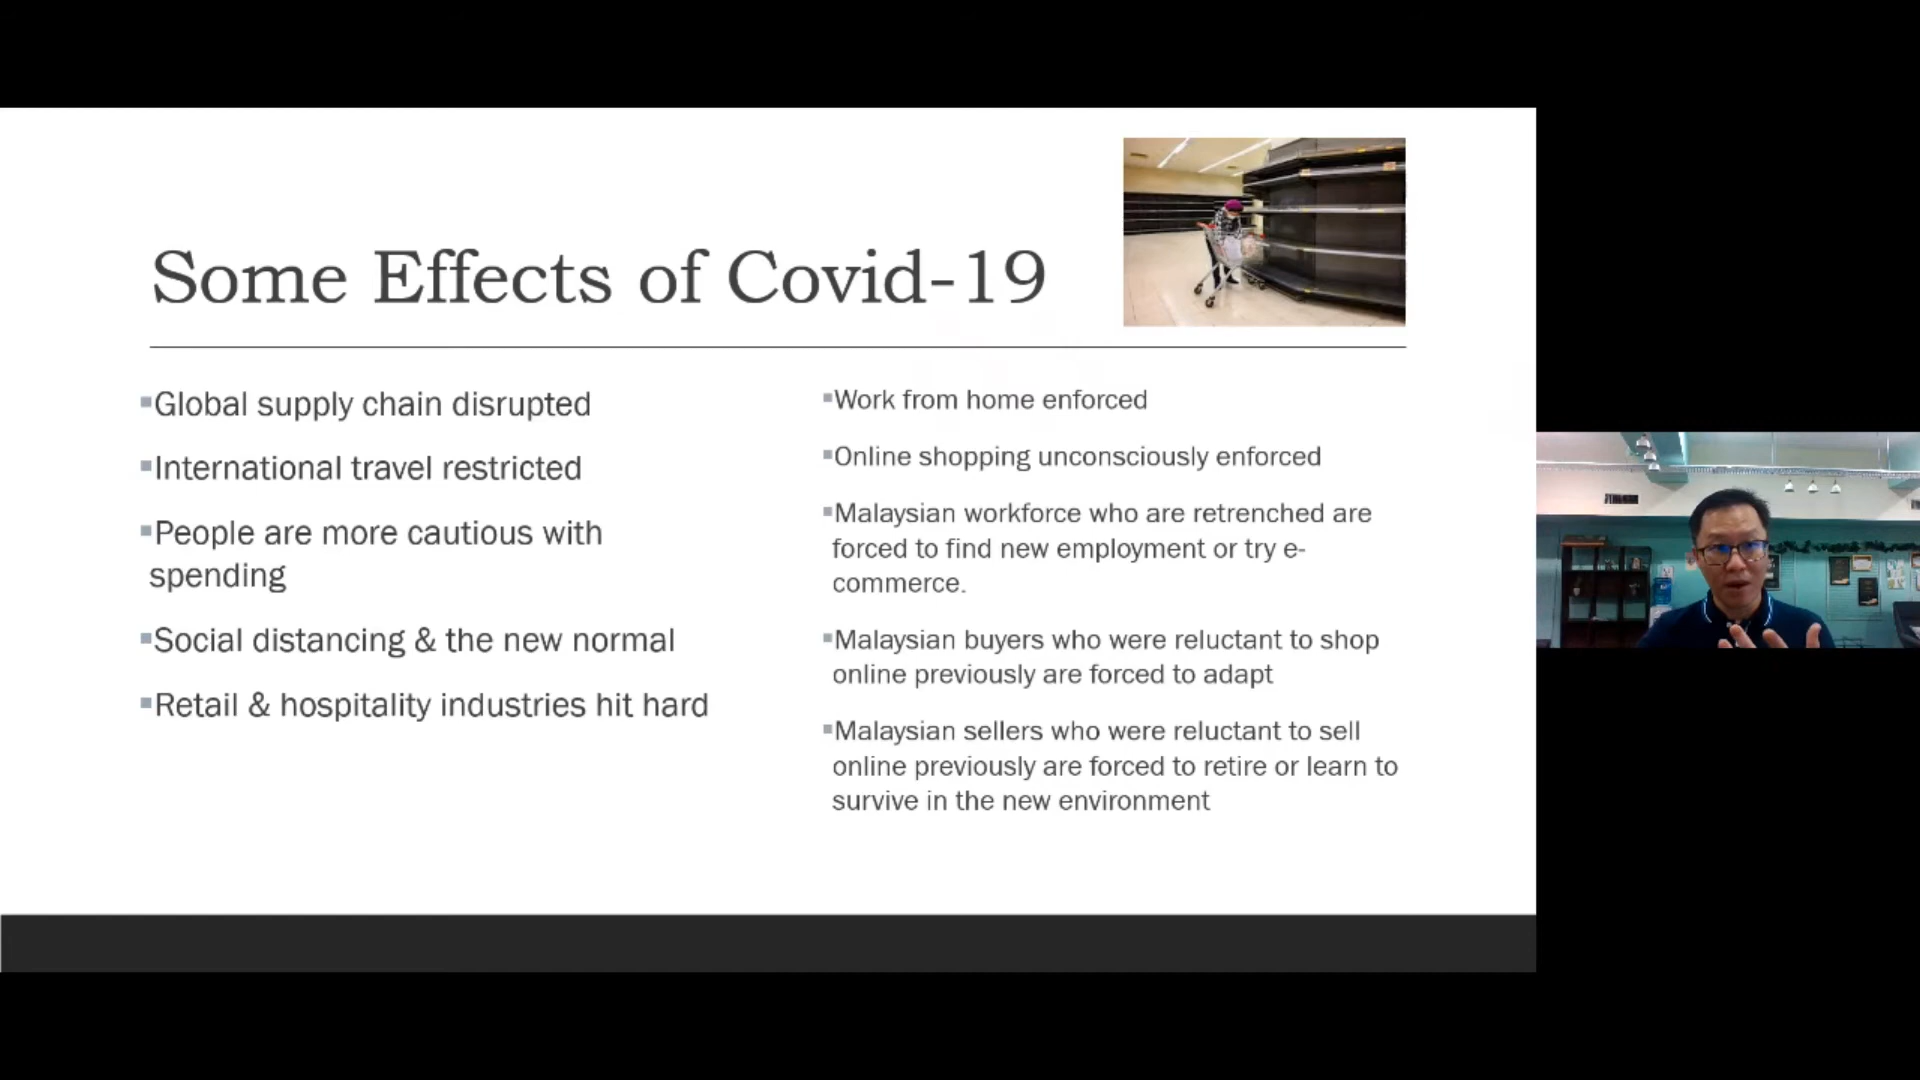 Some Effects of Covid-19
▪Global supply chain disrupted
▪International travel restricted
▪People are more cautious with
spending
▪Social distancing & the new normal
▪Retail & hospitality industries hit hard
▪Work from home enforced
▪Online shopping unconsciously enforced
▪Malaysian workforce who are retrenched are
forced to find new employment or try e-
commerce.
▪Malaysian buyers who were reluctant to shop
online previously are forced to adapt
▪Malaysian sellers who were reluctant to sell
online previously are forced to retire or learn to
survive in the new environment